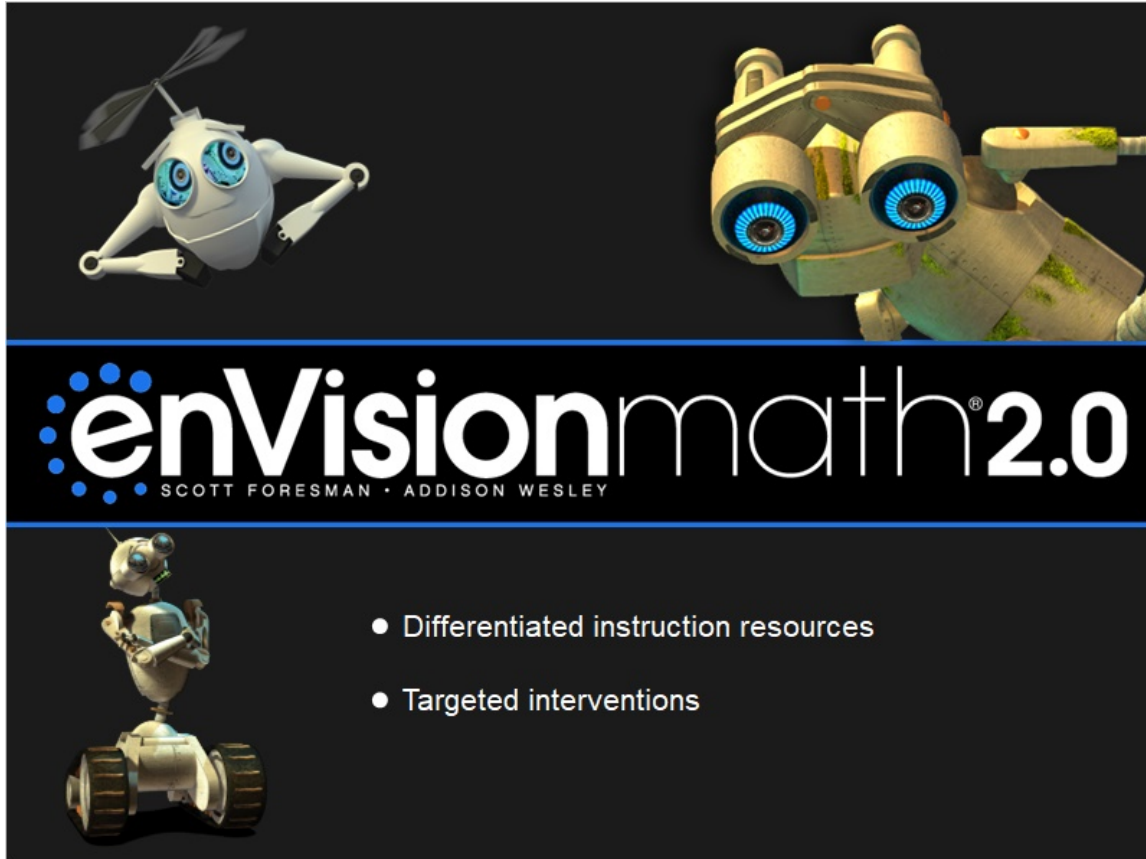 enVisionmath®2.0
SCOTT FORESMAN • ADDISON WESLEY
● Differentiated instruction resources
● Targeted interventions